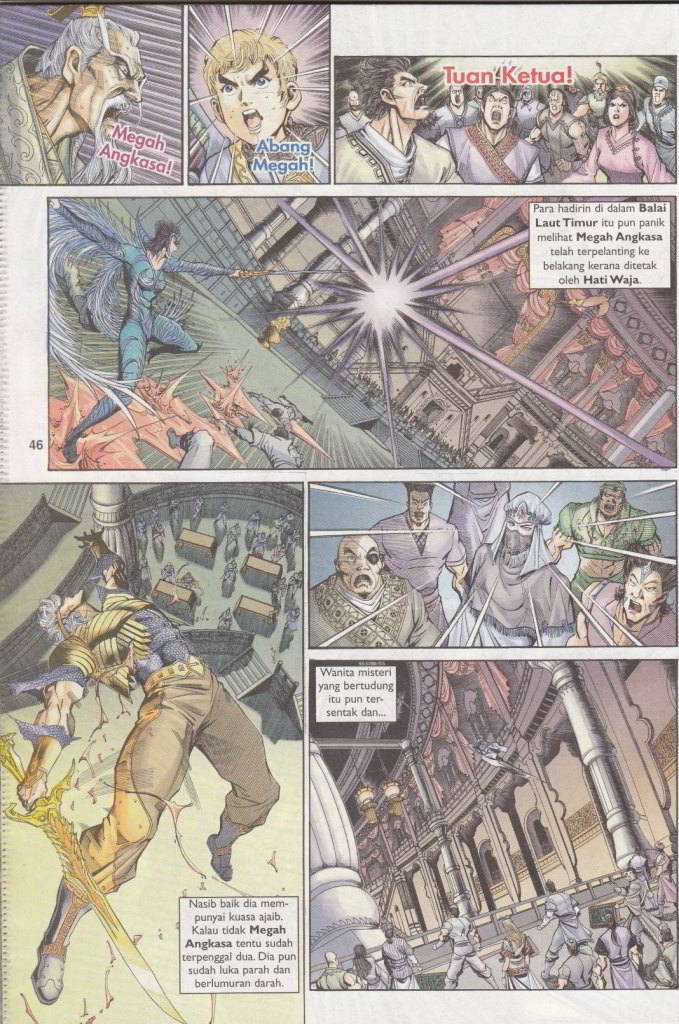 Megah
Angkasa!
Abang
Megah!
Tuan Ketua!
Para hadirin di dalam Balai
Laut Timur itu pun panik
melihat Megah Angkasa
telah terpelanting ke
belakang kerana ditetak
oleh Hati Waja.
46
Wanita misteri
yang bertudung
itu pun ter-
sentak dan...
Nasib baik dia mem-
punyai kuasa ajaib.
Kalau tidak Megah
Angkasa tentu sudah
terpenggal dua. Dia pun
sudah luka parah dan
berlumuran darah.